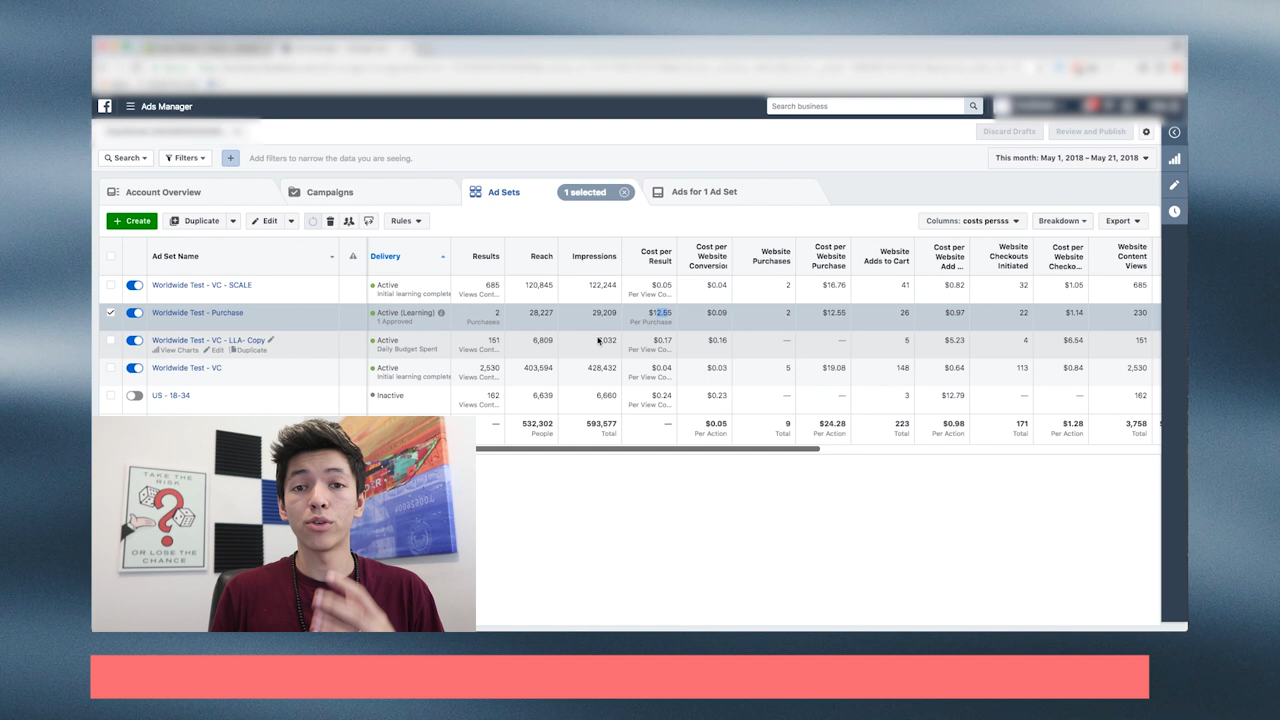 Ads Manager
Search business
Discard Drafts
Review and Publish
Search
Filters
Add filters to narrow the data you are seeing.
This month: May 1, 2018 – May 21, 2018
Account Overview
Campaigns
Ad Sets
1 selected
Ads for 1 Ad Set
+ Create
Duplicate
Edit
Rules
Columns: costs persss
Breakdown
Export
Ad Set Name Delivery Results Reach Impressions Cost per Result Cost per Website Conversion Website Purchases Cost per Website Purchase Website Adds to Cart Cost per Website Add ... Website Checkouts Initiated Cost per Website Checko... Website Content Views
Worldwide Test - VC - SCALE Active 685 120,845 122,244 $0.05 $0.04 2 $16.76 41 $0.82 32 $1.05 685
Initial learning complete Views Cont... Per View Co...
Worldwide Test - Purchase Active (Learning) 2 28,227 29,209 $12.55 $0.09 2 $12.55 26 $0.97 22 $1.14 230
1 Approved Purchases Per Purchase
Worldwide Test - VC - LLA- Copy Active 151 6,809 ,032 $0.17 $0.16 — — 5 $5.23 4 $6.54 151
View Charts Edit Duplicate Daily Budget Spent Views Cont... Per View Co...
Worldwide Test - VC Active 2,530 403,594 428,432 $0.04 $0.03 5 $19.08 148 $0.64 113 $0.84 2,530
Initial learning complete Views Cont... Per View Co...
US - 18-34 Inactive 162 6,639 6,660 $0.24 $0.23 — — 3 $12.79 — — 162
Views Cont... Per View Co...
— 532,302 593,577 — $0.05 9 $24.28 223 $0.98 171 $1.28 3,758
People Total Per Action Total Per Action Total Per Action Total Per Action Total
TAKE THE
RISK
?
OR LOSE THE
CHANCE